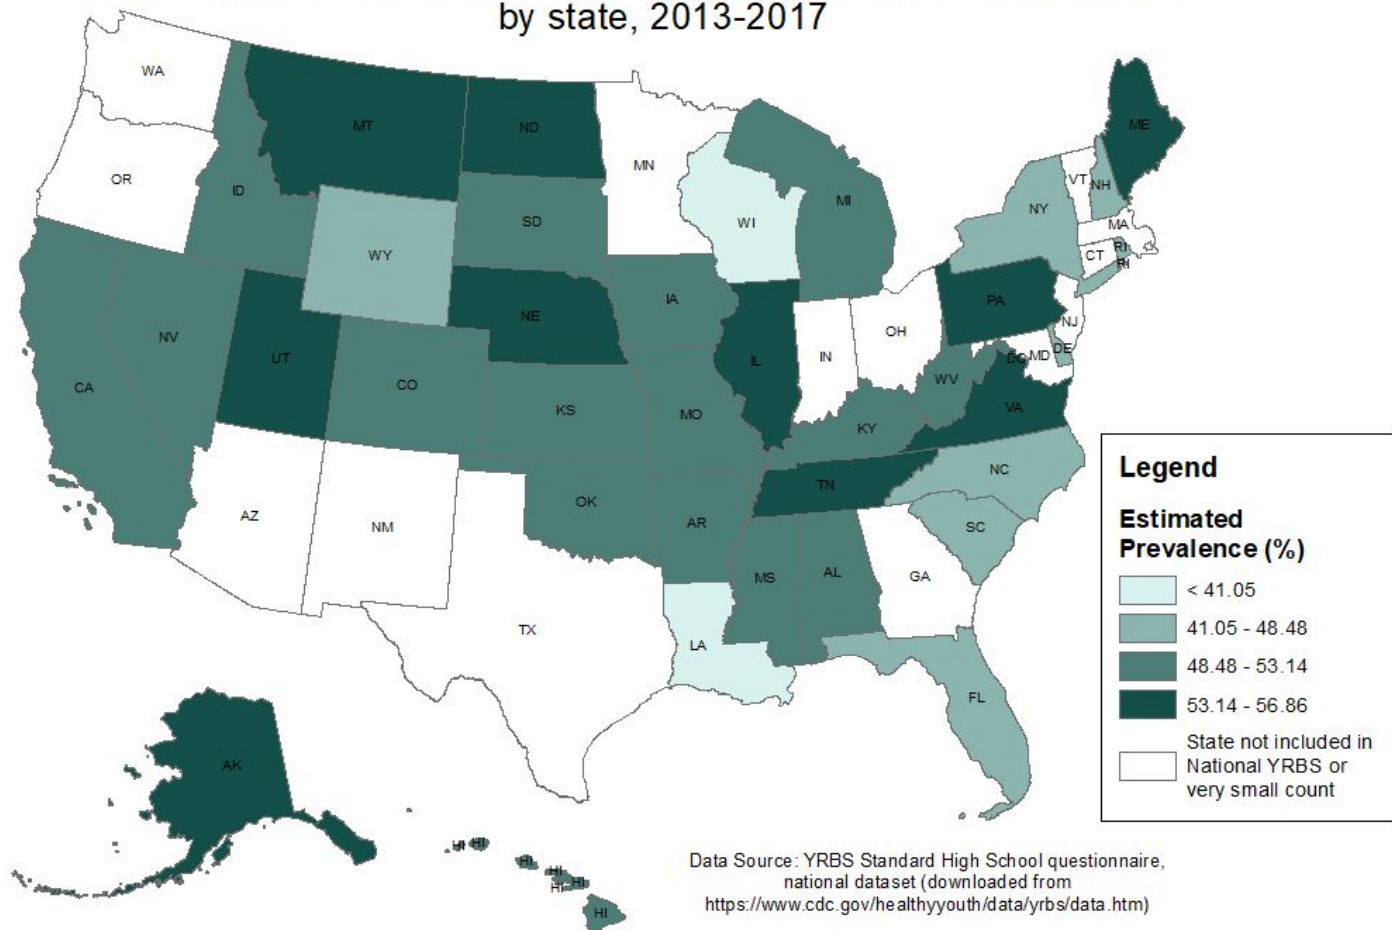 by state, 2013-2017
WA
MT
ND
MN
ME
OR
ID
SD
WI
MI
NY
VT
NH
MA
WY
CT
RI
RI
IA
NE
PA
NV
UT
OH
NJ
IL
IN
MD
DE
DC
CA
CO
WV
KS
MO
VA
KY
NC
TN
OK
AZ
NM
AR
SC
MS
AL
GA
TX
LA
FL
AK
HI
HI
HI
HI
HI
HI
HI
Legend
Estimated
Prevalence (%)
< 41.05
41.05 - 48.48
48.48 - 53.14
53.14 - 56.86
State not included in
National YRBS or
very small count
Data Source: YRBS Standard High School questionnaire,
national dataset (downloaded from
https://www.cdc.gov/healthyyouth/data/yrbs/data.htm)